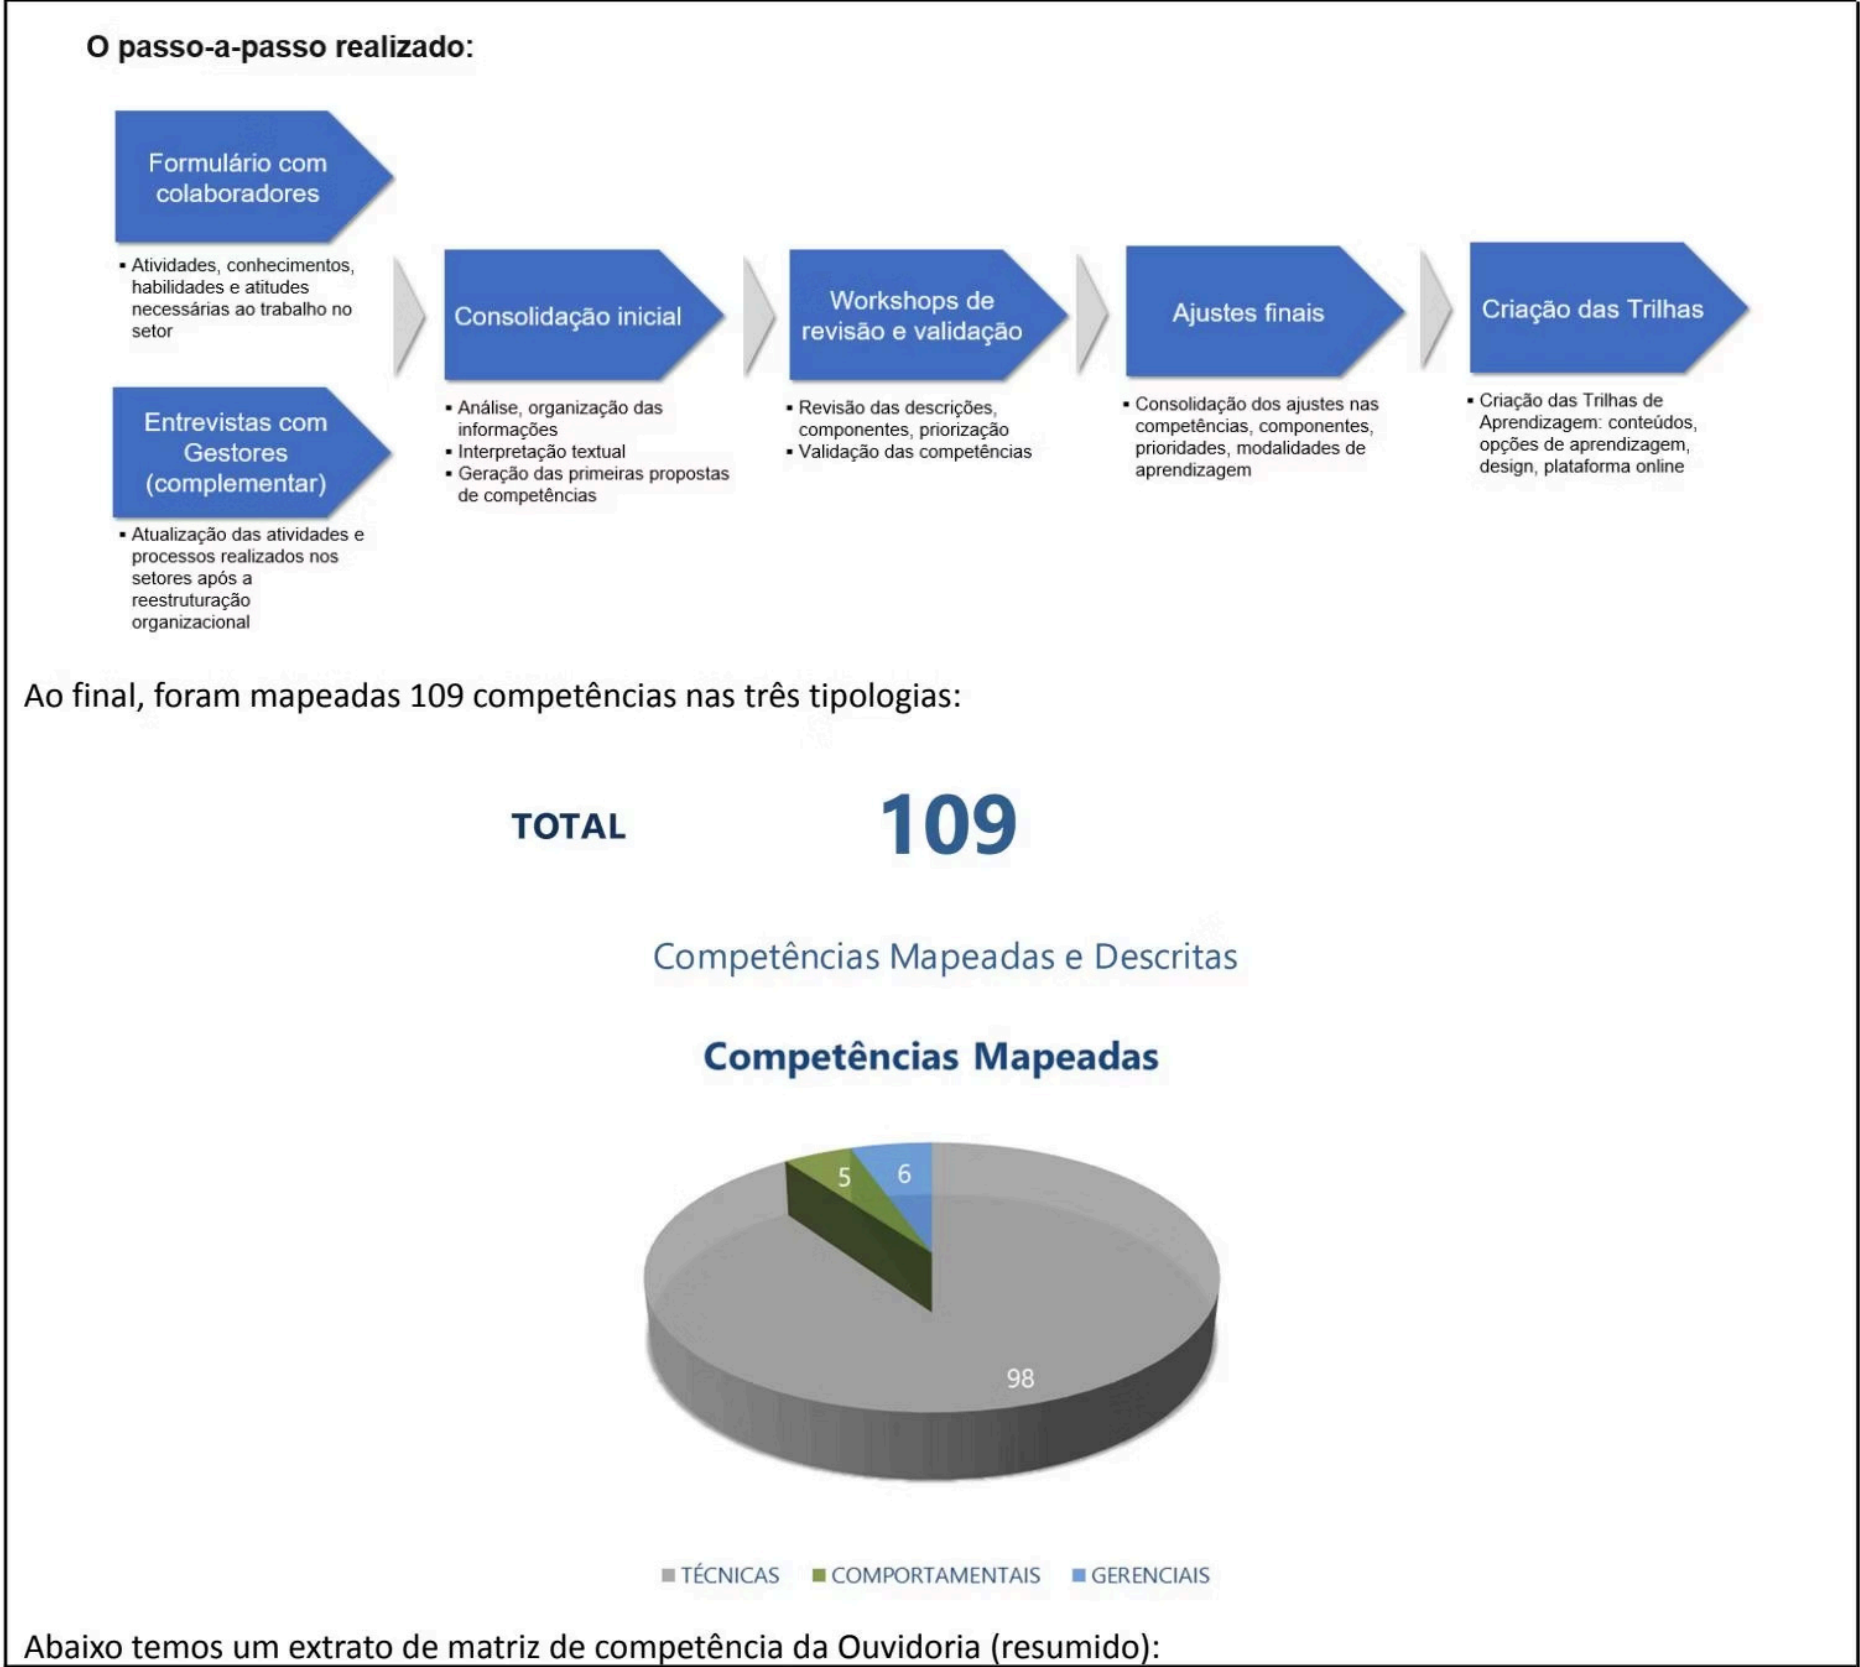 O passo-a-passo realizado:
Formulário com
colaboradores
▪ Atividades, conhecimentos,
habilidades e atitudes
necessárias ao trabalho no
setor
Entrevistas com
Gestores
(complementar)
▪ Atualização das atividades e
processos realizados nos
setores após a
reestruturação
organizacional
Consolidação inicial
▪ Análise, organização das
informações
▪ Interpretação textual
▪ Geração das primeiras propostas
de competências
Workshops de
revisão e validação
▪ Revisão das descrições,
componentes, priorização
▪ Validação das competências
Ajustes finais
▪ Consolidação dos ajustes nas
competências, componentes,
prioridades, modalidades de
aprendizagem
Criação das Trilhas
▪ Criação das Trilhas de
Aprendizagem: conteúdos,
opções de aprendizagem,
design, plataforma online
Ao final, foram mapeadas 109 competências nas três tipologias:
TOTAL 109
Competências Mapeadas e Descritas
Competências Mapeadas
5 6
98
TÉCNICAS COMPORTAMENTAIS GERENCIAIS
Abaixo temos um extrato de matriz de competência da Ouvidoria (resumido):